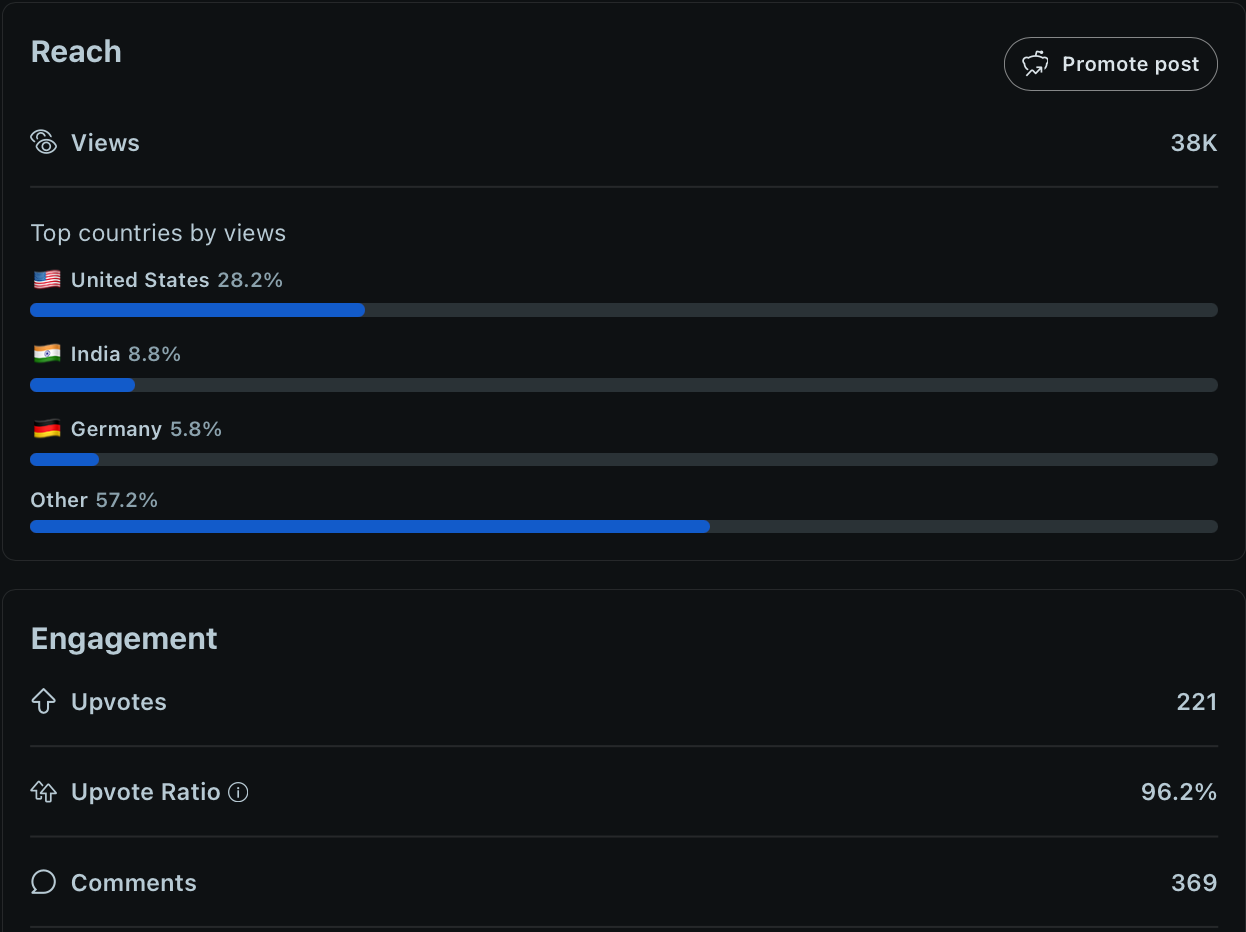 Reach
Promote post
Views 38K
Top countries by views
United States 28.2%
India 8.8%
Germany 5.8%
Other 57.2%
Engagement
Upvotes 221
Upvote Ratio 96.2%
Comments 369